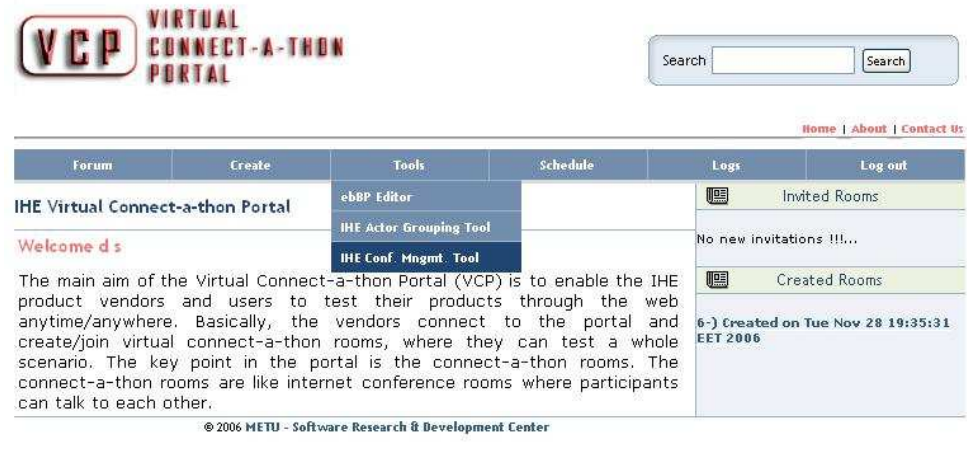 VCP VIRTUAL
CONNECT-A-THON
PORTAL
Search Search
Home | About | Contact Us
Forum Create Tools Schedule Logs Log out
ebBP Editor
IHE Actor Grouping Tool
IHE Conf. Mngmt. Tool
IHE Virtual Connect-a-thon Portal
Welcome d s
The main aim of the Virtual Connect-a-thon Portal (VCP) is to enable the IHE
product vendors and users to test their products through the web
anytime/anywhere. Basically, the vendors connect to the portal and
create/join virtual connect-a-thon rooms, where they can test a whole
scenario. The key point in the portal is the connect-a-thon rooms. The
connect-a-thon rooms are like internet conference rooms where participants
can talk to each other.
Invited Rooms
No new invitations !!!...
Created Rooms
6-) Created on Tue Nov 28 19:35:31
EET 2006
© 2006 METU - Software Research & Development Center